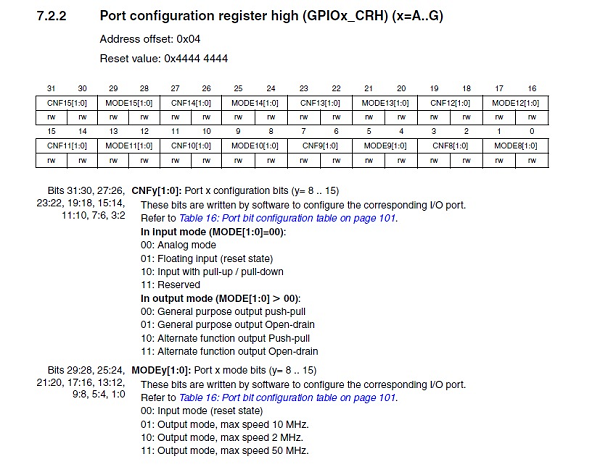 7.2.2 Port configuration register high (GPIOx_CRH) (x=A..G)
Address offset: 0x04
Reset value: 0x4444 4444
31 30 29 28 27 26 25 24 23 22 21 20 19 18 17 16
CNF15[1:0] MODE15[1:0] CNF14[1:0] MODE14[1:0] CNF13[1:0] MODE13[1:0] CNF12[1:0] MODE12[1:0]
rw rw rw rw rw rw rw rw rw rw rw rw rw rw rw rw
15 14 13 12 11 10 9 8 7 6 5 4 3 2 1 0
CNF11[1:0] MODE11[1:0] CNF10[1:0] MODE10[1:0] CNF9[1:0] MODE9[1:0] CNF8[1:0] MODE8[1:0]
rw rw rw rw rw rw rw rw rw rw rw rw rw rw rw rw
Bits 31:30, 27:26, CNFy[1:0]: Port x configuration bits (y= 8 .. 15)
23:22, 19:18, 15:14, These bits are written by software to configure the corresponding I/O port.
11:10, 7:6, 3:2 Refer to Table 16: Port bit configuration table on page 101.
In input mode (MODE[1:0]=00):
00: Analog mode
01: Floating input (reset state)
10: Input with pull-up / pull-down
11: Reserved
In output mode (MODE[1:0] > 00):
00: General purpose output push-pull
01: General purpose output Open-drain
10: Alternate function output Push-pull
11: Alternate function output Open-drain
Bits 29:28, 25:24, MODEy[1:0]: Port x mode bits (y= 8 .. 15)
21:20, 17:16, 13:12, These bits are written by software to configure the corresponding I/O port.
9:8, 5:4, 1:0 Refer to Table 16: Port bit configuration table on page 101.
00: Input mode (reset state)
01: Output mode, max speed 10 MHz.
10: Output mode, max speed 2 MHz.
11: Output mode, max speed 50 MHz.